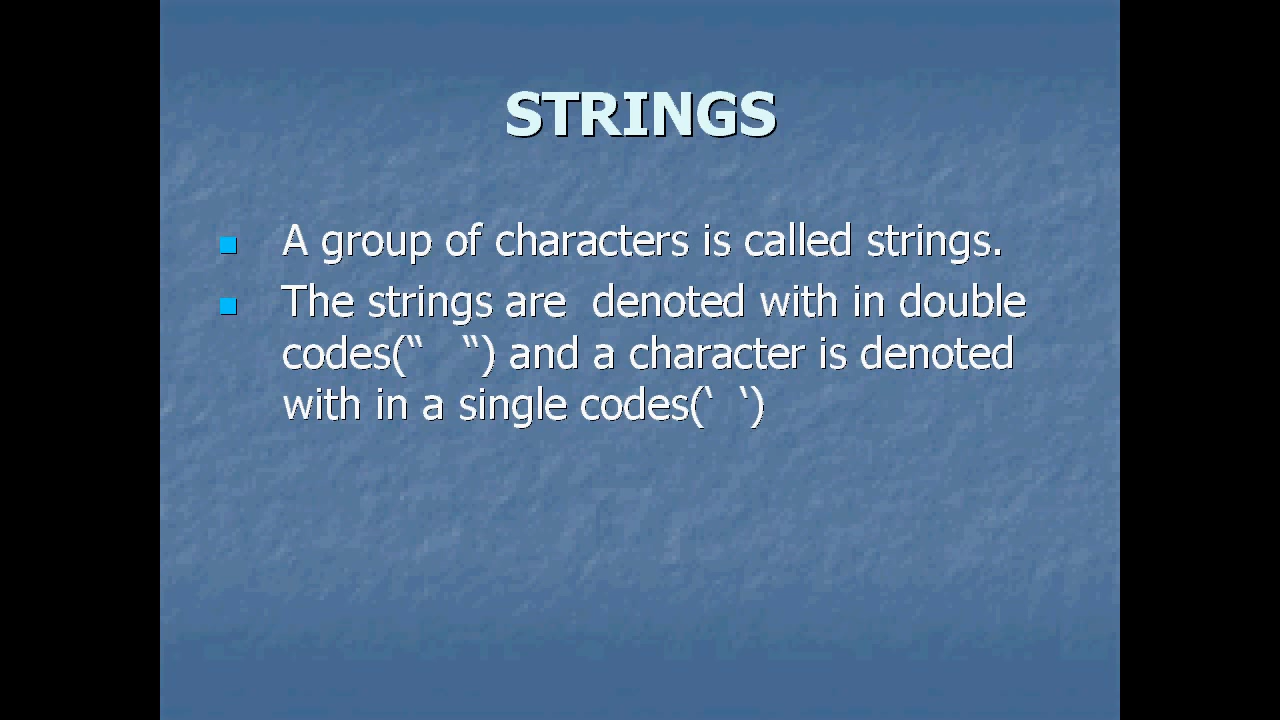 STRINGS
A group of characters is called strings.
The strings are  denoted with in double
codes(“   “) and a character is denoted
with in a single codes(‘  ‘)